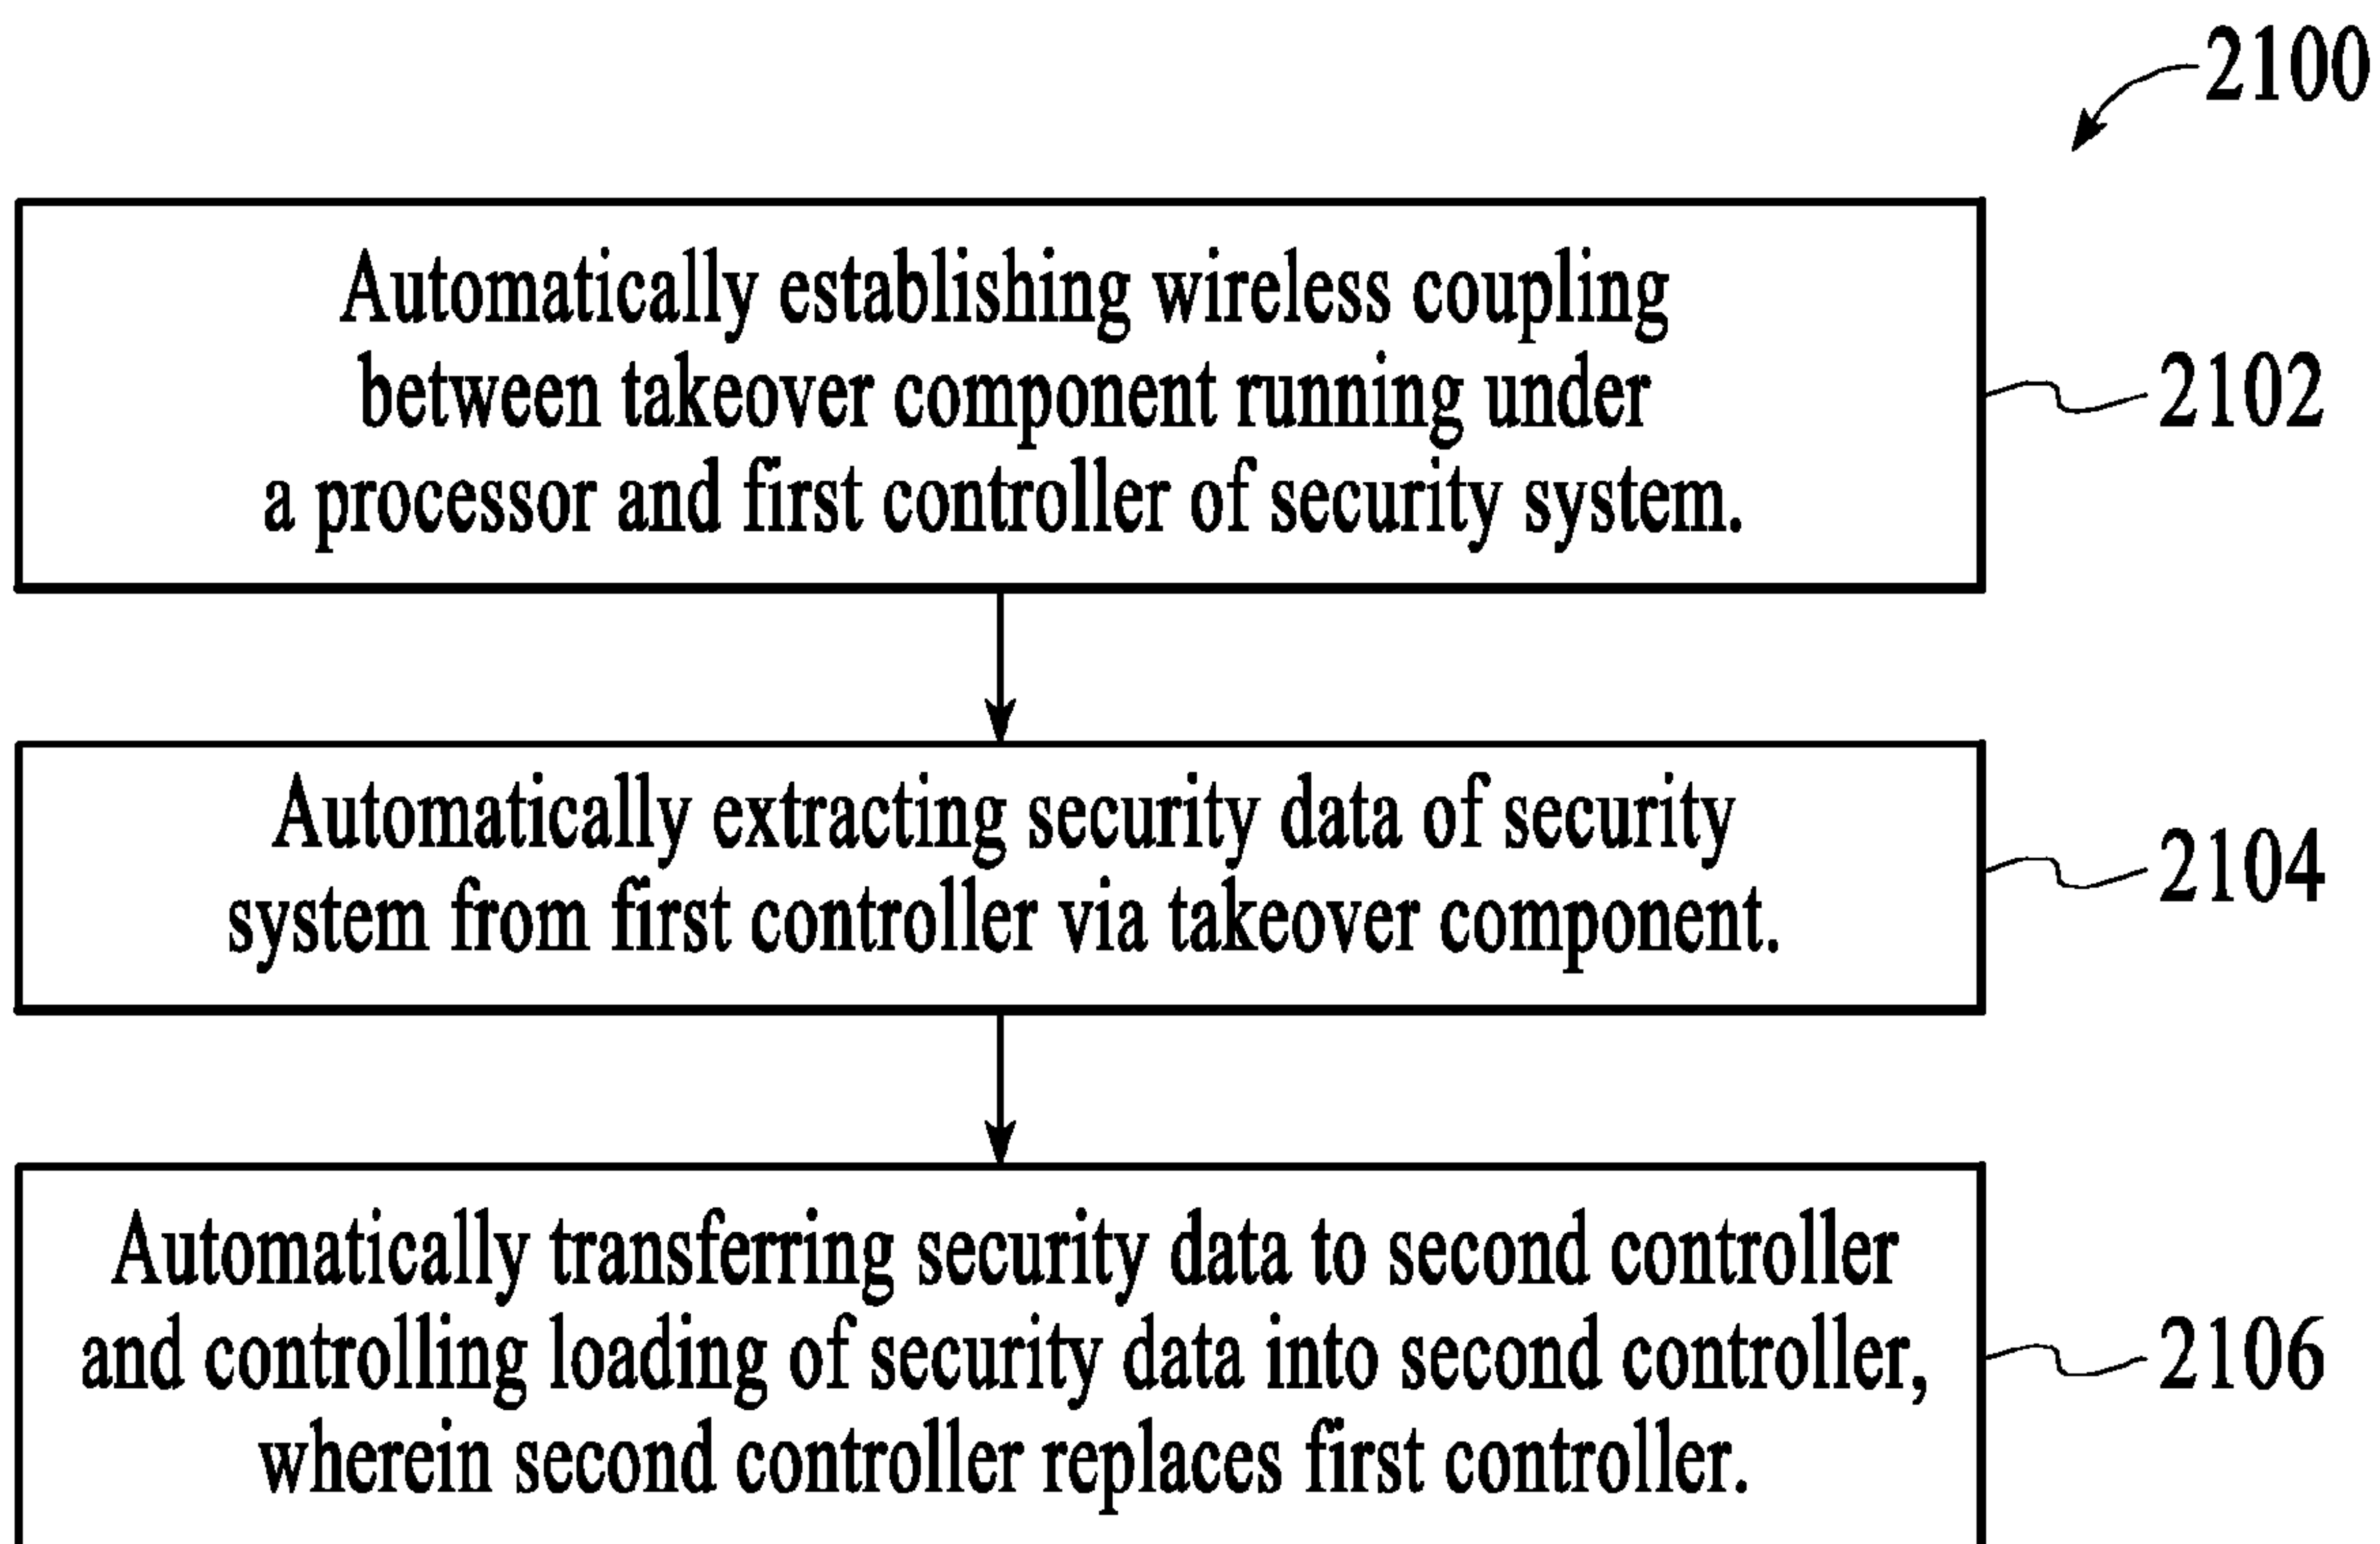 2100
Automatically establishing wireless coupling
between takeover component running under
a processor and first controller of security system.
2102
Automatically extracting security data of security
system from first controller via takeover component.
2104
Automatically transferring security data to second controller
and controlling loading of security data into second controller,
wherein second controller replaces first controller.
2106